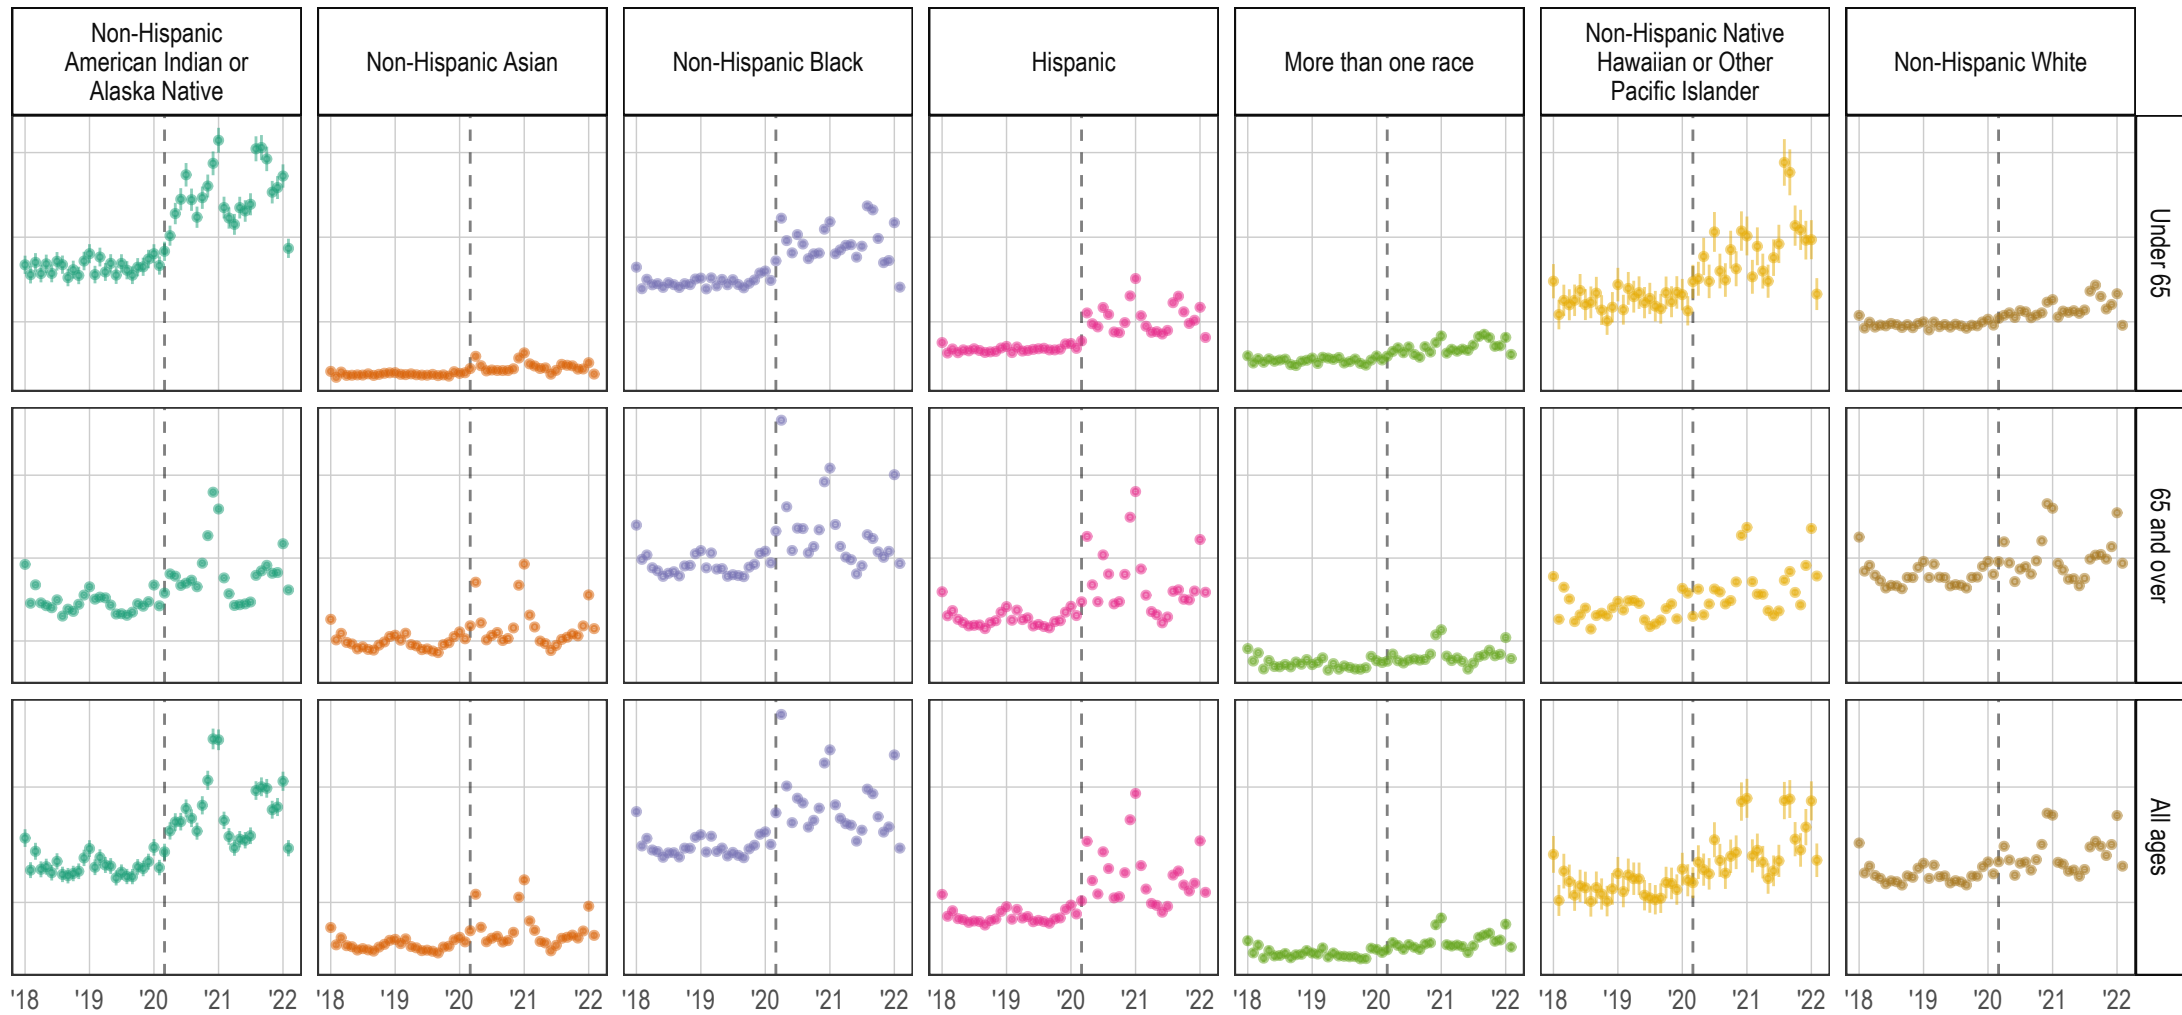 Non-Hispanic
American Indian or
Alaska Native
Non-Hispanic Asian
Non-Hispanic Black
Hispanic
More than one race
Non-Hispanic Native
Hawaiian or Other
Pacific Islander
Non-Hispanic White
Under 65
65 and over
All ages
'18 '19 '20 '21 '22
'18 '19 '20 '21 '22
'18 '19 '20 '21 '22
'18 '19 '20 '21 '22
'18 '19 '20 '21 '22
'18 '19 '20 '21 '22
'18 '19 '20 '21 '22